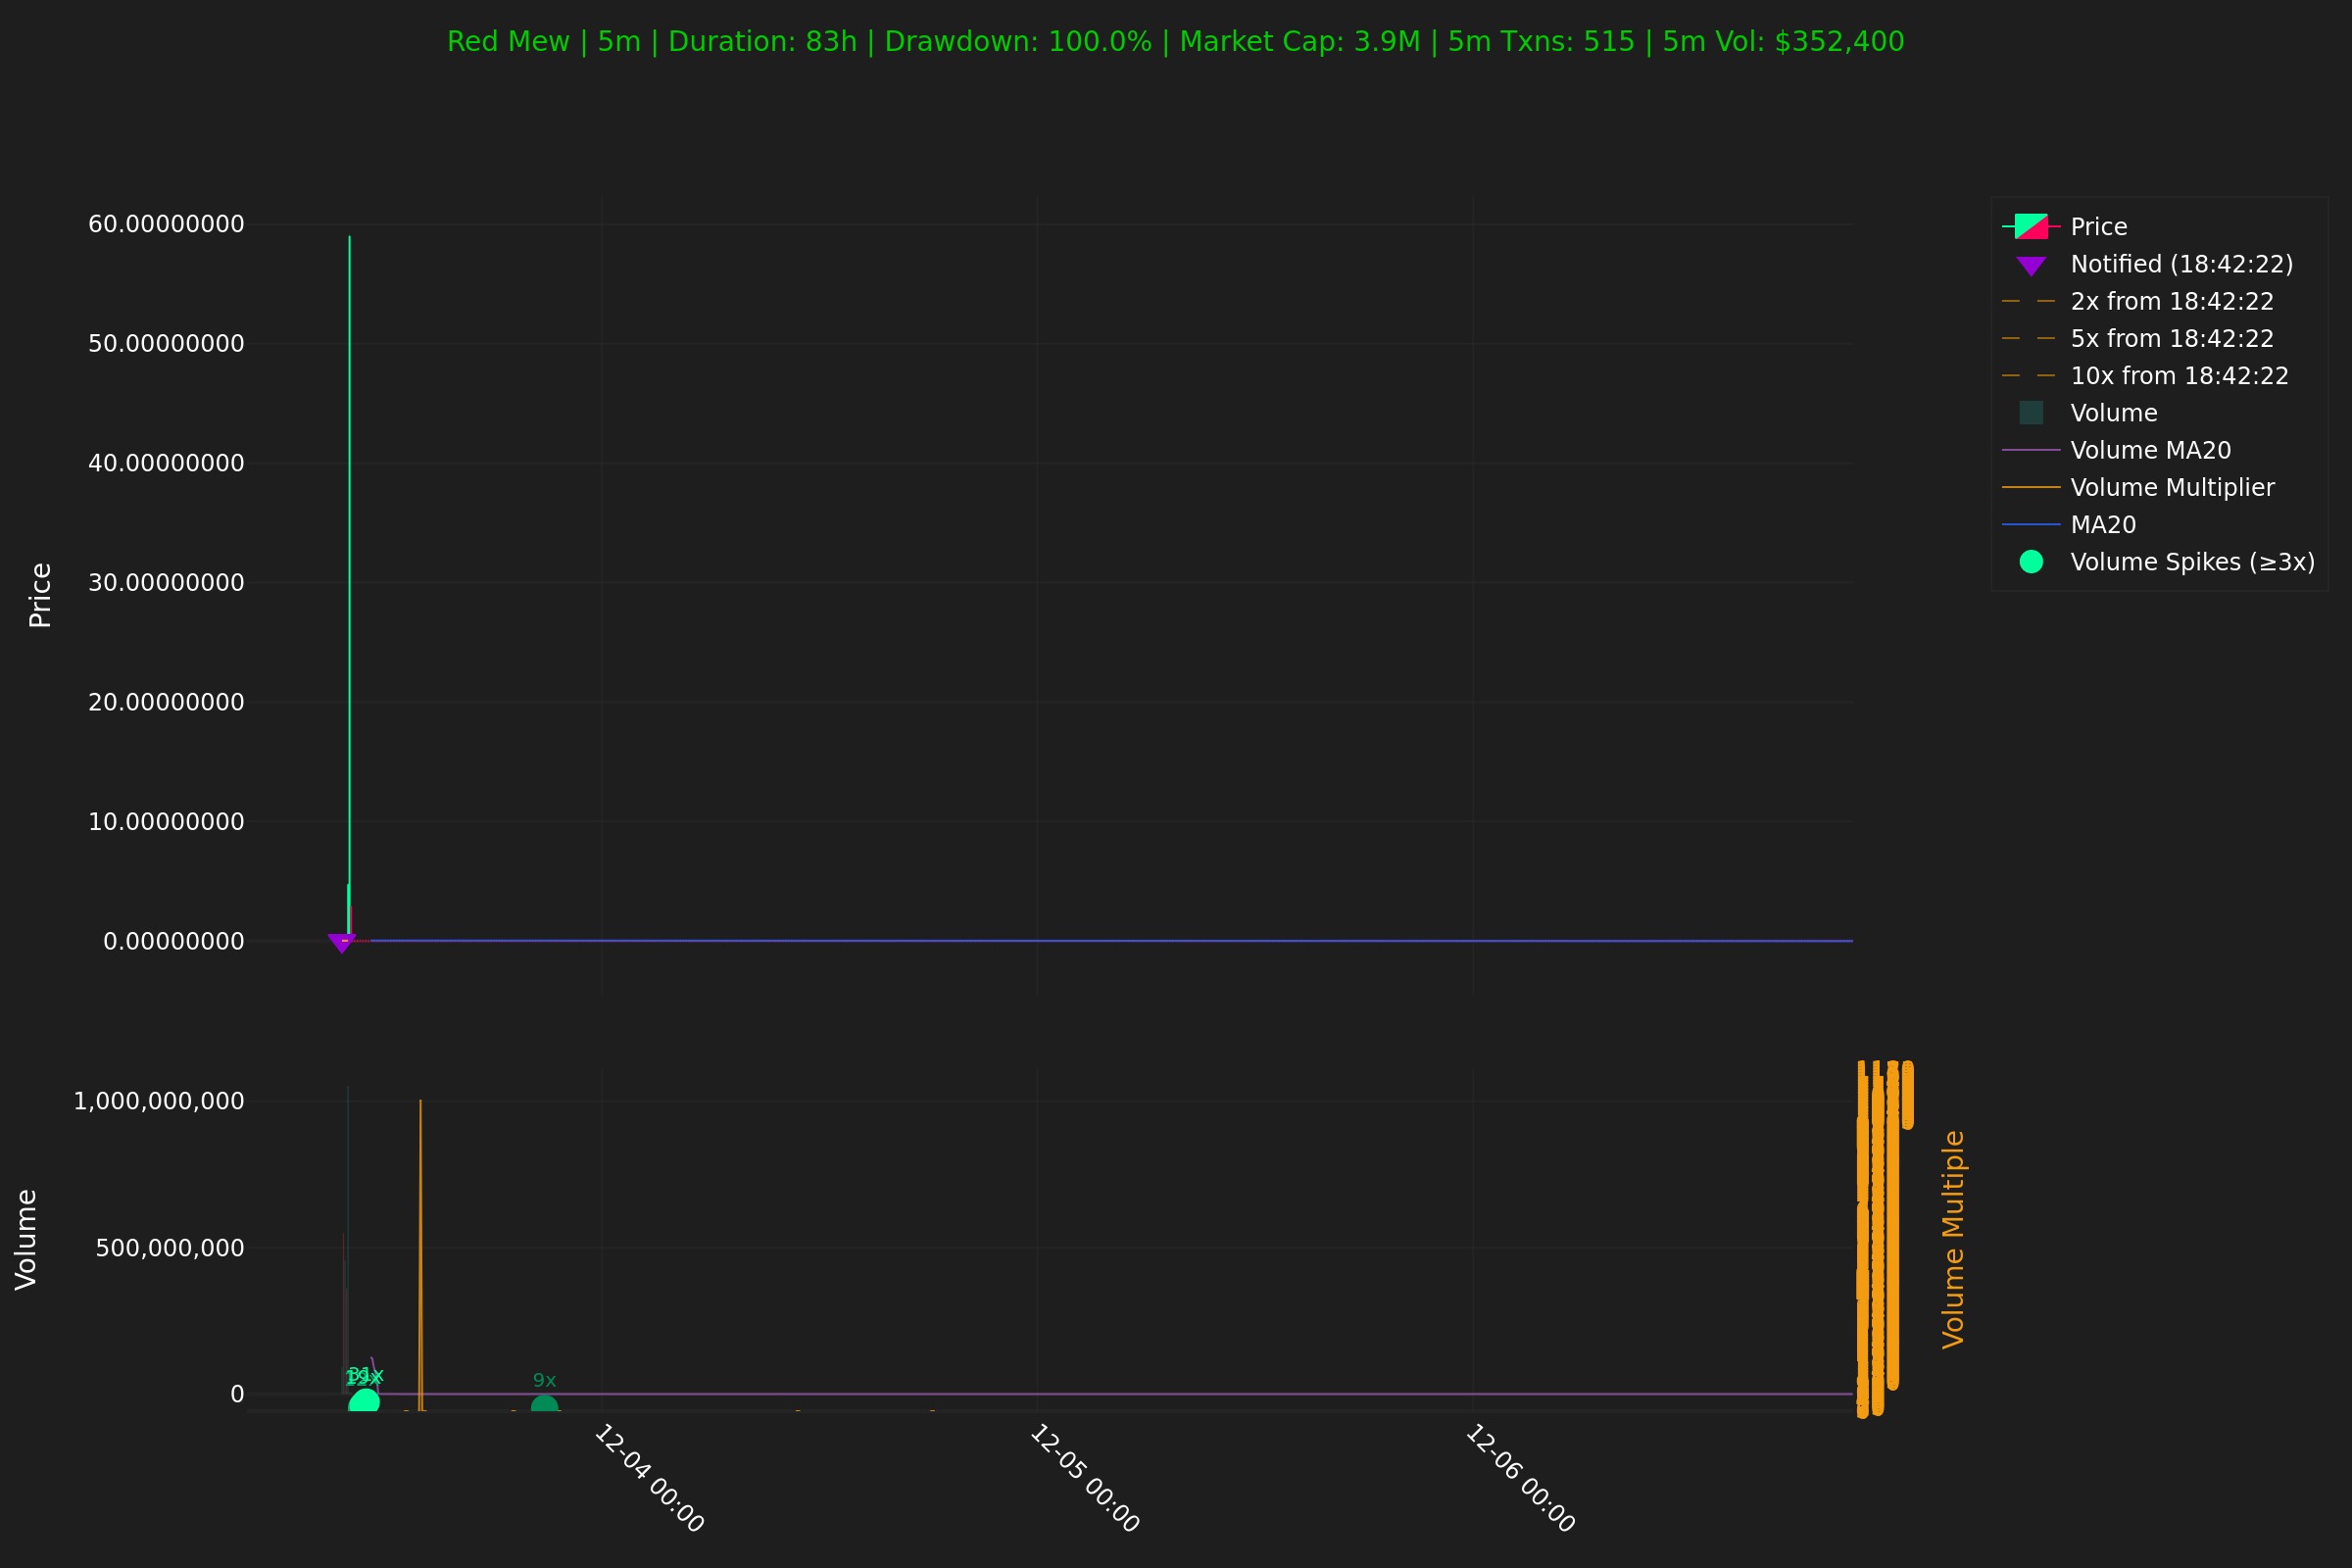 Red Mew | 5m | Duration: 83h | Drawdown: 100.0% | Market Cap: 3.9M | 5m Txns: 515 | 5m Vol: $352,400
Price
60.00000000
50.00000000
40.00000000
30.00000000
20.00000000
10.00000000
0.00000000
Price
Notified (18:42:22)
2x from 18:42:22
5x from 18:42:22
10x from 18:42:22
Volume
Volume MA20
Volume Multiplier
MA20
Volume Spikes (≥3x)
Volume
1,000,000,000
500,000,000
0
31x
9x
Volume Multiple
12-04 00:00
12-05 00:00
12-06 00:00